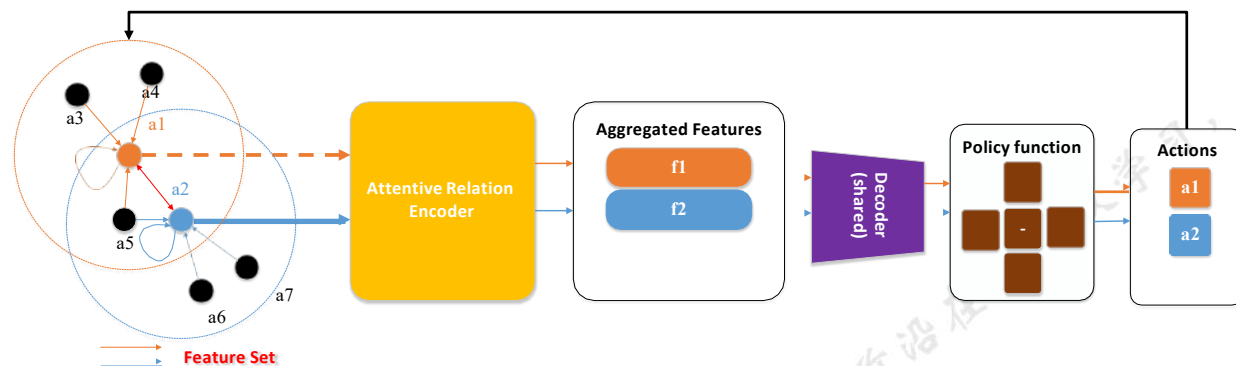 a4
a3
a1
a2
a5
a7
a6
Feature Set
Attentive Relation
Encoder
Aggregated Features
f1
f2
Decoder
(shared)
Policy function
-
Actions
a1
a2